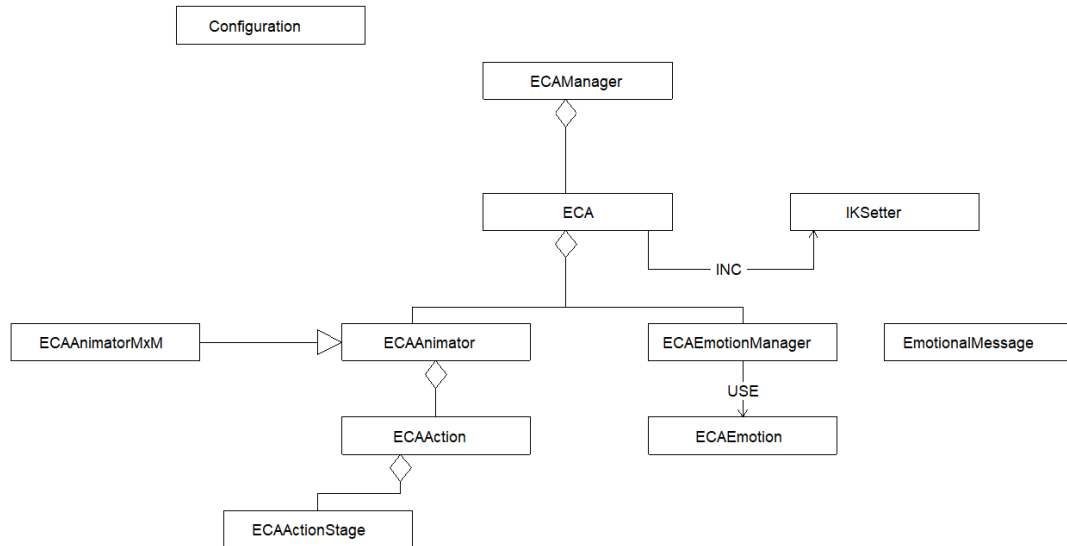 Configuration
ECAManager
ECA
IKSetter
INC
ECAAnimatorMxM
ECAAnimator
ECAEmotionManager
EmotionalMessage
USE
ECAAction
ECAEmotion
ECAActionStage